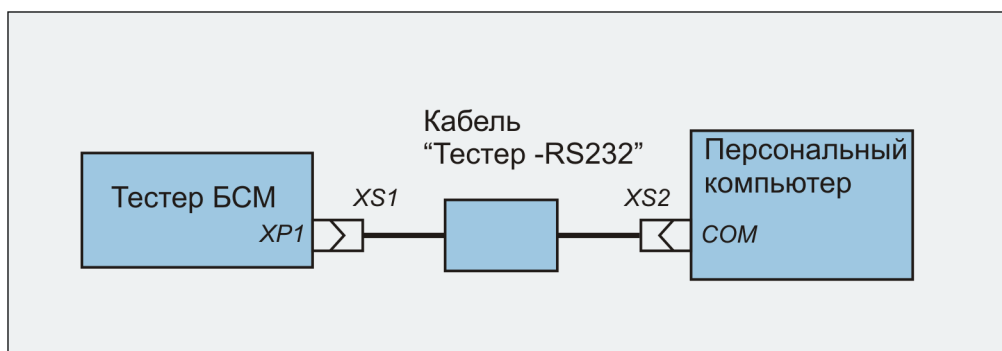 Кабель
“Тестер -RS232”
Персональный
компьютер
Тестер БСМ
XS1
XS2
XP1
COM